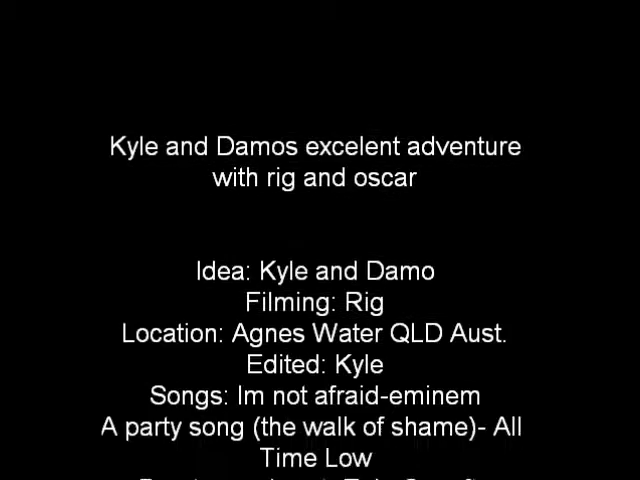 Kyle and Damos excelent adventure
with rig and oscar
Idea: Kyle and Damo
Filming: Rig
Location: Agnes Water QLD Aust.
Edited: Kyle
Songs: Im not afraid-eminem
A party song (the walk of shame)- All
Time Low